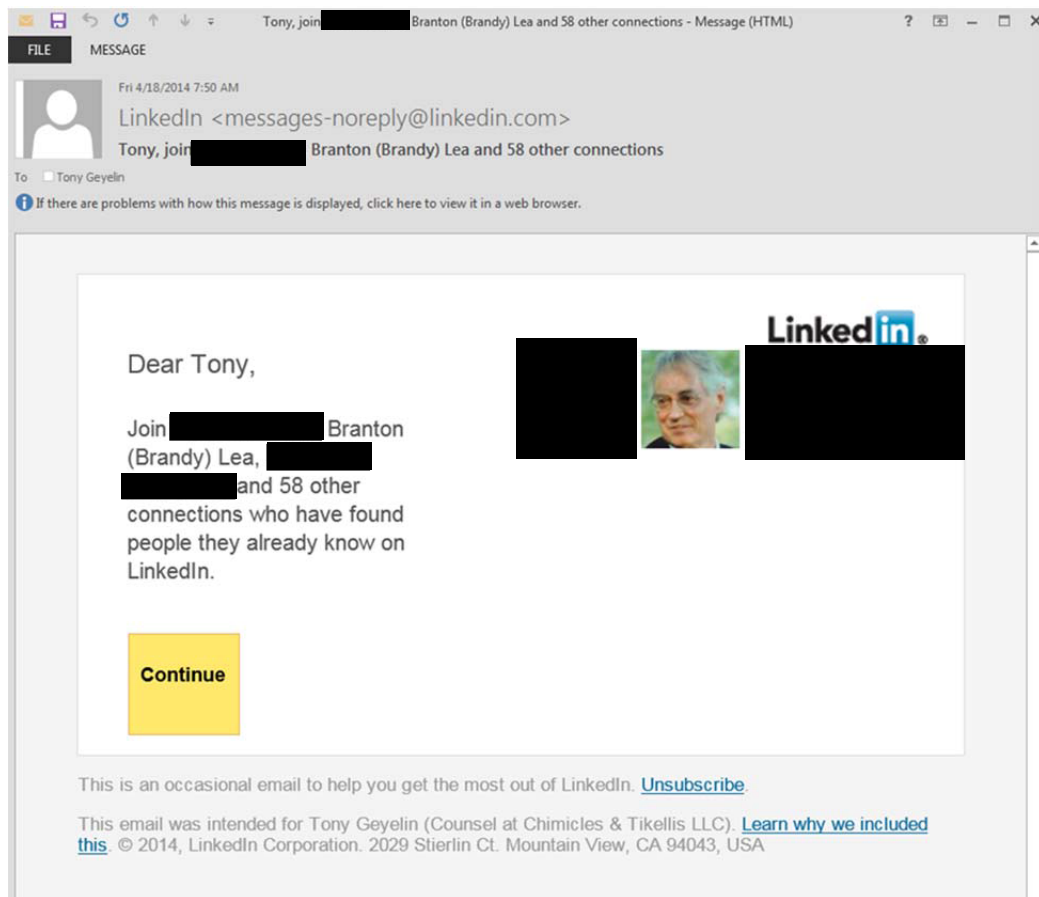 Tony, join Branton (Brandy) Lea and 58 other connections - Message (HTML)
FILE MESSAGE
Fri 4/18/2014 7:50 AM
LinkedIn <messages-noreply@linkedin.com>
Tony, join Branton (Brandy) Lea and 58 other connections
To Tony Geyelin
If there are problems with how this message is displayed, click here to view it in a web browser.
Linked in ®
Dear Tony,
Join Branton
(Brandy) Lea,
and 58 other
connections who have found
people they already know on
LinkedIn.
Continue
This is an occasional email to help you get the most out of LinkedIn. Unsubscribe.
This email was intended for Tony Geyelin (Counsel at Chimicles & Tikellis LLC). Learn why we included
this. © 2014, LinkedIn Corporation. 2029 Stierlin Ct. Mountain View, CA 94043, USA